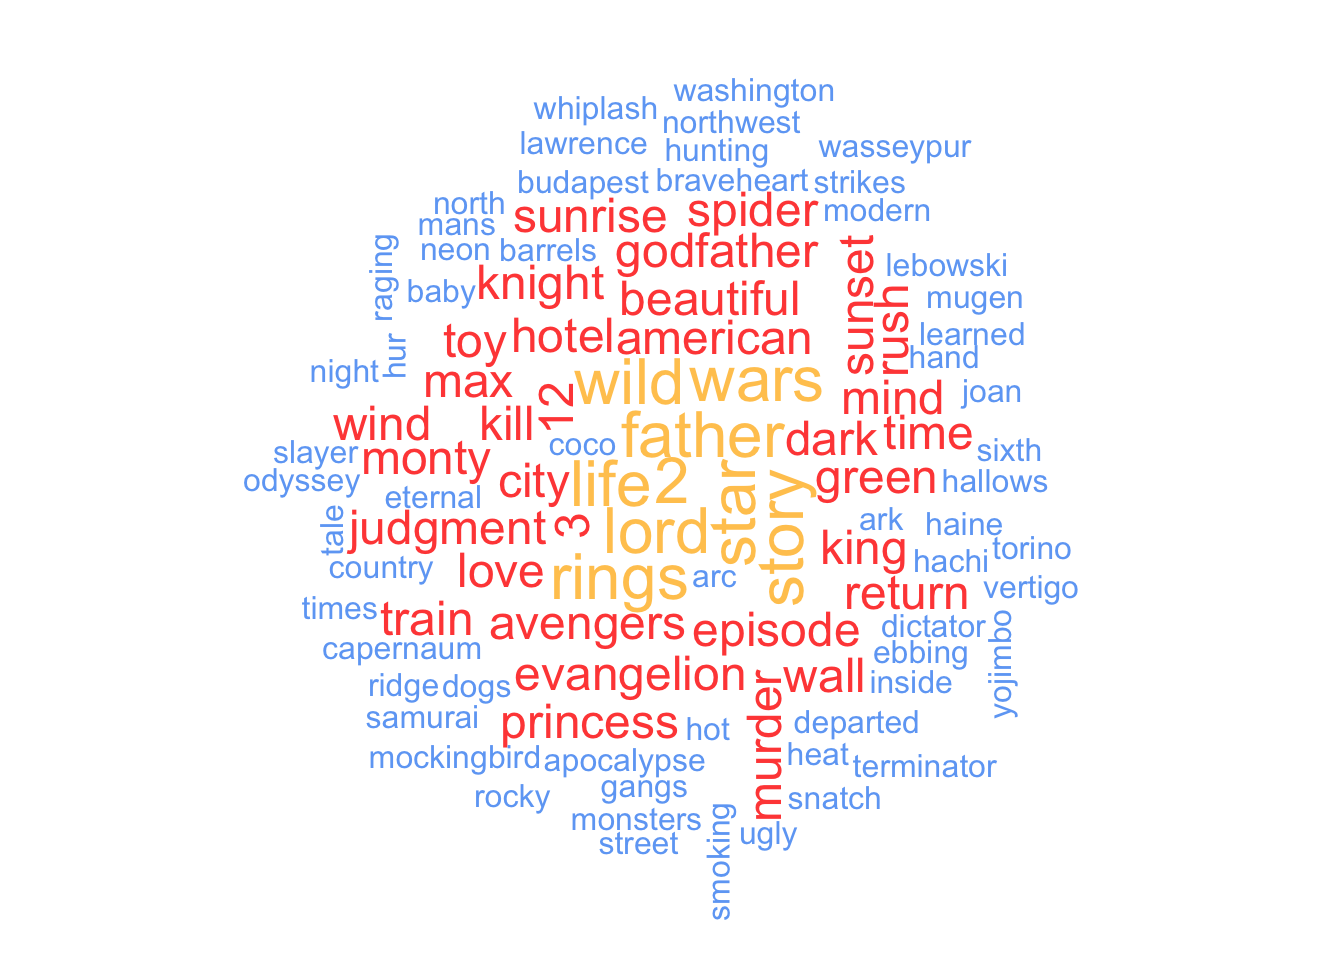 washington
whiplash
northwest
lawrence
hunting
wasseypur
budapest
braveheart
strikes
north
sunrise
spider
modern
mans
neon
barrels
godfather
raging
sunset
lebowski
baby
knight
beautiful
rush
mugen
toy
hotel
american
learned
hur
hand
night
max
12
wild
wars
mind
joan
wind
kill
coco
father
dark
time
slayer
monty
sixth
odyssey
eternal
city
life
2
star
story
green
hallows
tale
judgment
3
lord
ark
haine
country
love
rings
arc
king
hachi
torino
times
train
return
vertigo
avengers
episode
dictator
capernaum
ebbing
yojimbo
ridge
dogs
evangelion
wall
inside
samurai
princess
hot
murder
departed
mockingbird
apocalypse
heat
terminator
rocky
gangs
snatch
monsters
street
smoking
ugly